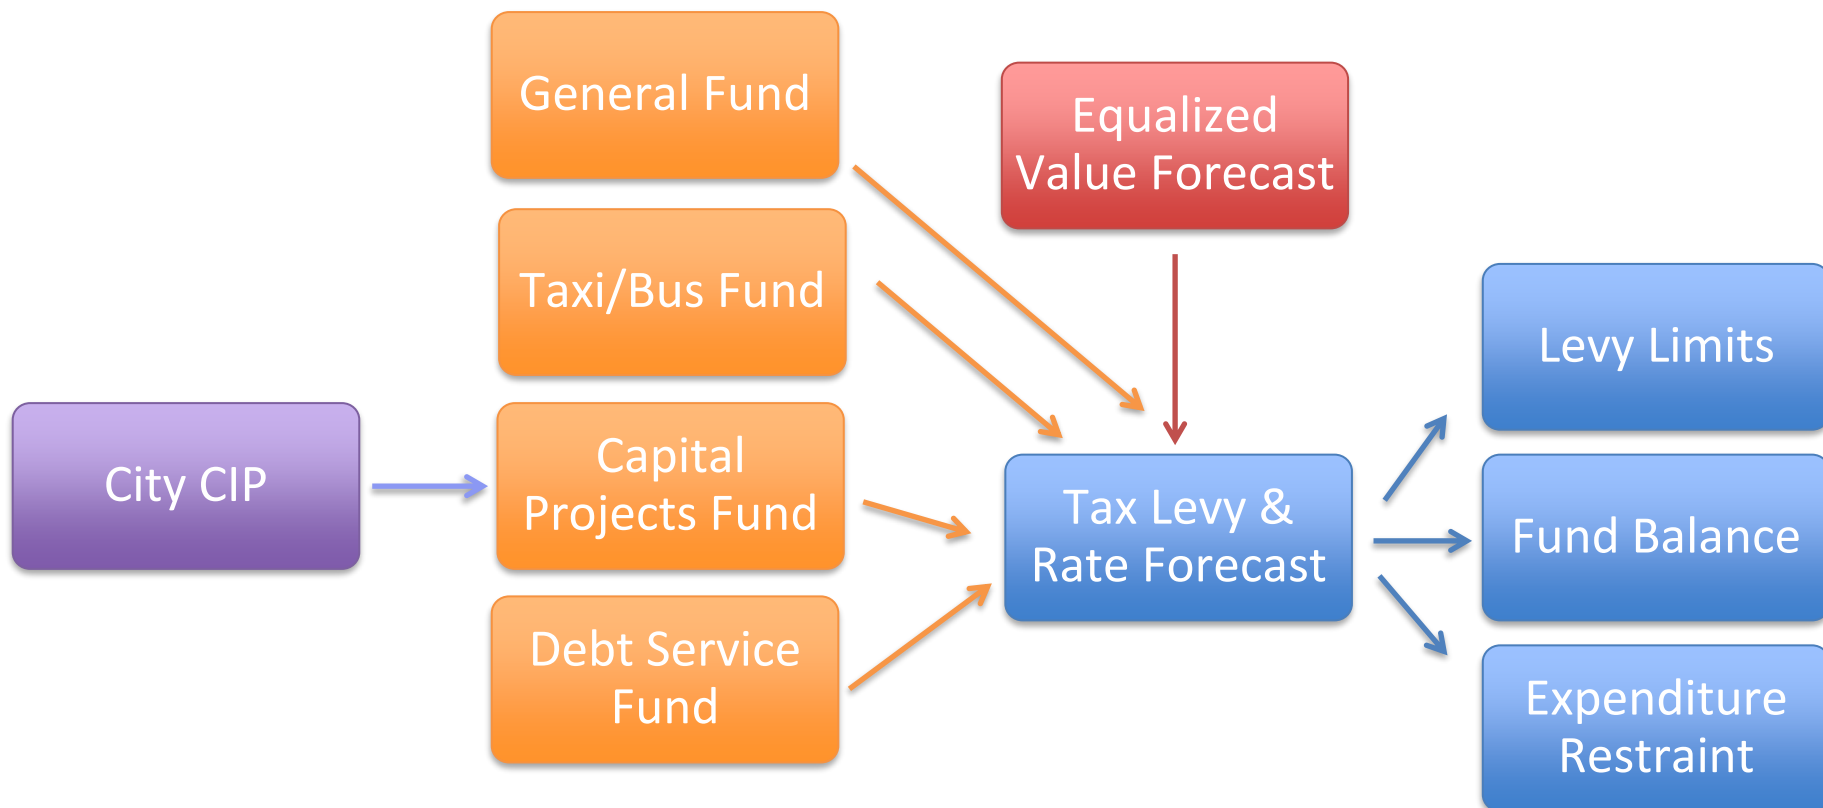 General Fund
Equalized
Value Forecast
Taxi/Bus Fund
Levy Limits
City CIP
Capital
Projects Fund
Tax Levy &
Rate Forecast
Fund Balance
Debt Service
Fund
Expenditure
Restraint